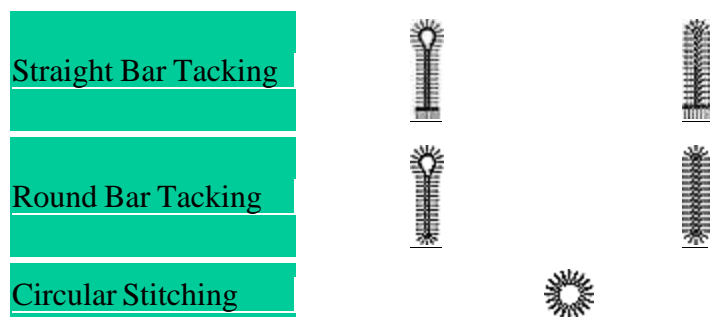 Straight Bar Tacking
Round Bar Tacking
Circular Stitching